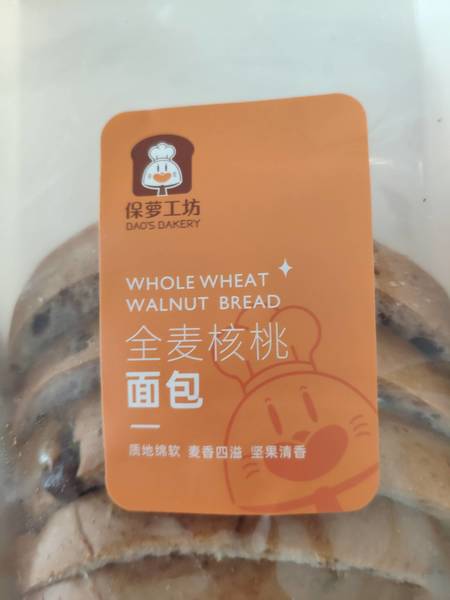 保萝工坊
DAO'S BAKERY
WHOLE WHEAT
WALNUT BREAD
全麦核桃
面包
质地绵软 麦香四溢 坚果清香